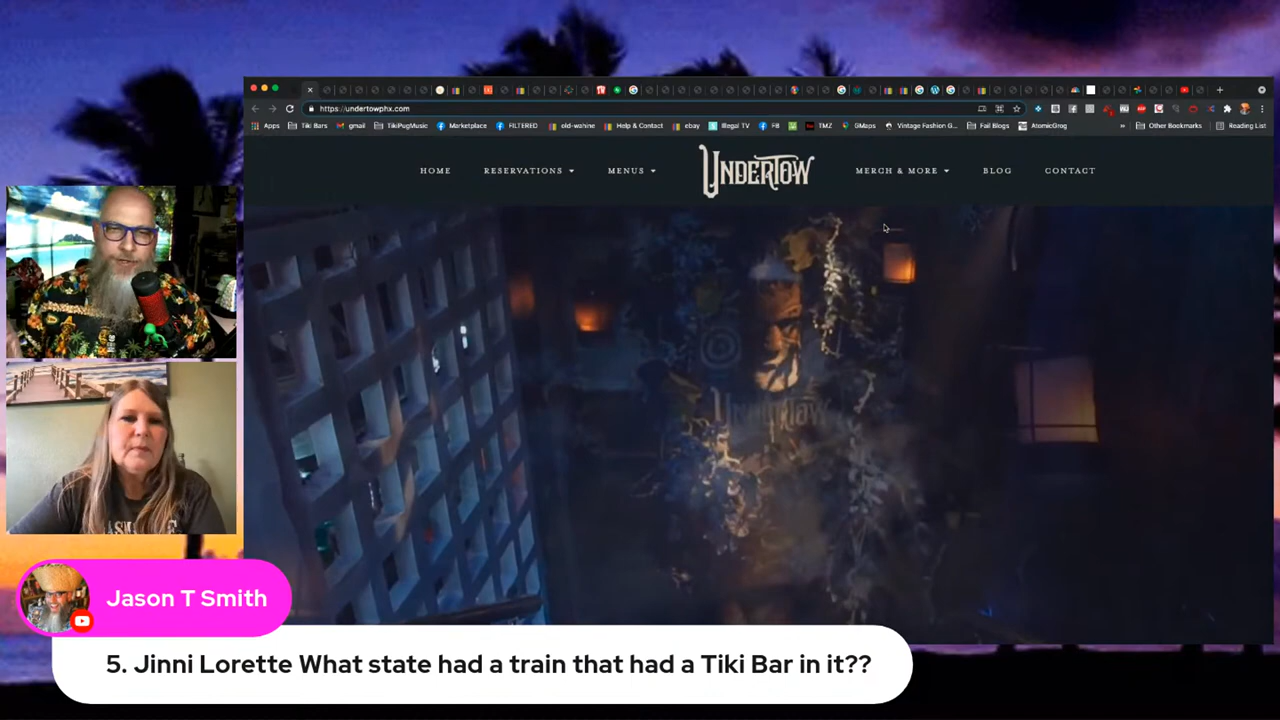 https://undertowphx.com
Apps Tiki Bars gmail TikiPugMusic Marketplace FILTERED old-wahine Help & Contact ebay Illegal TV FB TMZ GMaps Vintage Fashion G... Fail Blogs AtomicGrog » Other Bookmarks Reading List
HOME RESERVATIONS MENUS UNDERTOW MERCH & MORE BLOG CONTACT
UNDERTOW
Jason T Smith
5. Jinni Lorette What state had a train that had a Tiki Bar in it??